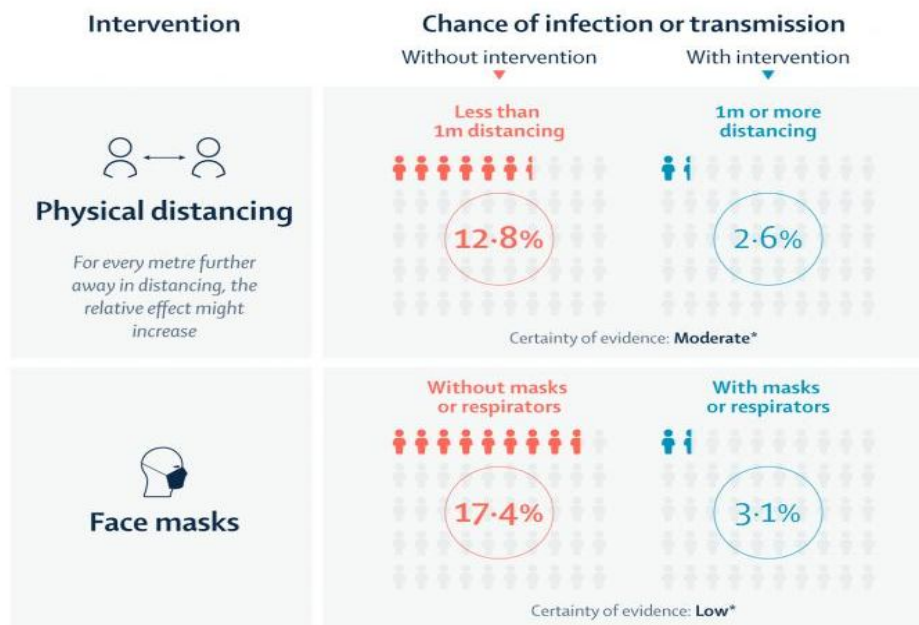 Intervention
Chance of infection or transmission
Without intervention
With intervention
Physical distancing
For every metre further
away in distancing, the
relative effect might
increase
Less than
1m distancing
12·8%
1m or more
distancing
2·6%
Certainty of evidence: Moderate*
Face masks
Without masks
or respirators
17·4%
With masks
or respirators
3·1%
Certainty of evidence: Low*